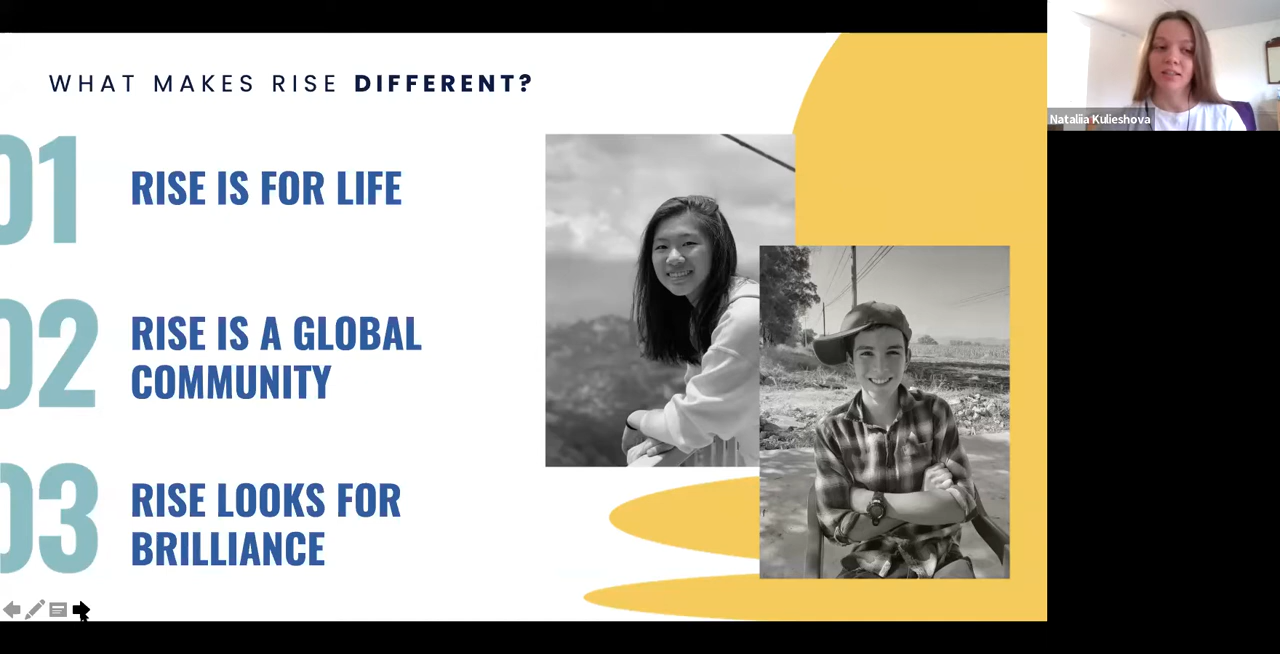 WHAT MAKES RISE DIFFERENT?
01
RISE IS FOR LIFE
02
RISE IS A GLOBAL
COMMUNITY
03
RISE LOOKS FOR
BRILLIANCE
Nataliia Kulieshova